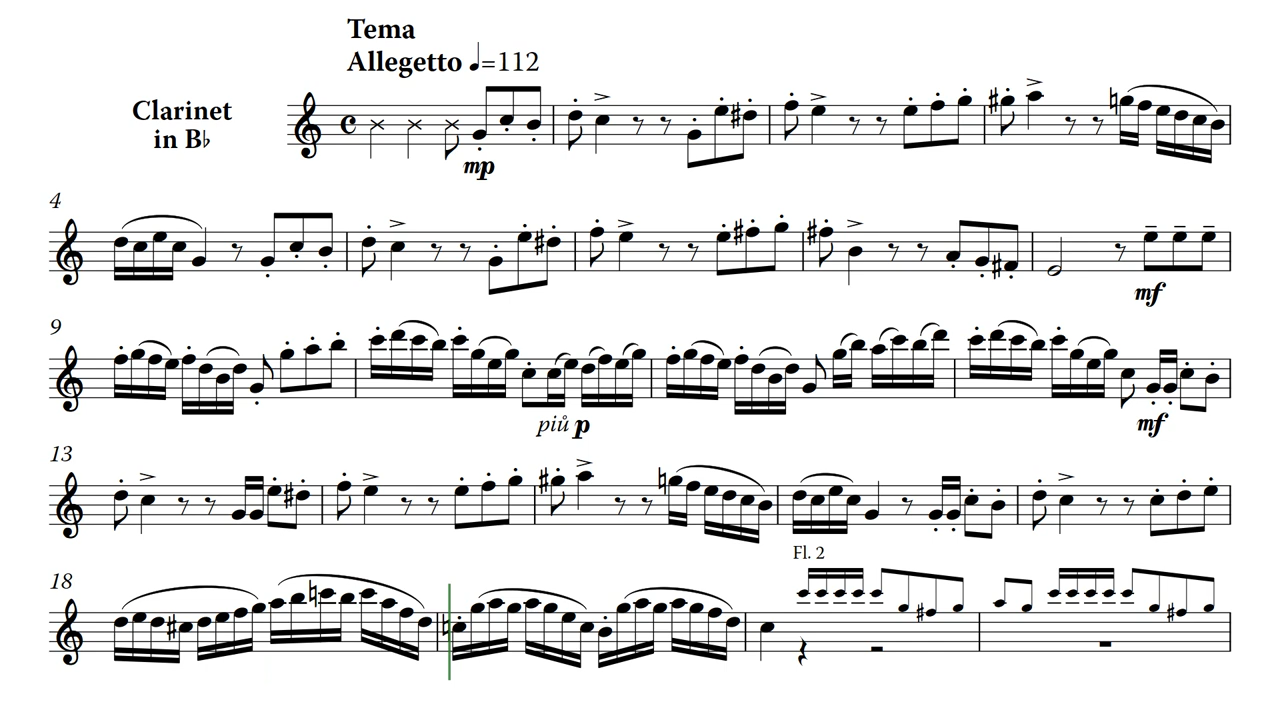 Tema
Allegetto ♩=112
Clarinet
in B♭
mp
4
mf
9
più p
mf
13
Fl. 2
18